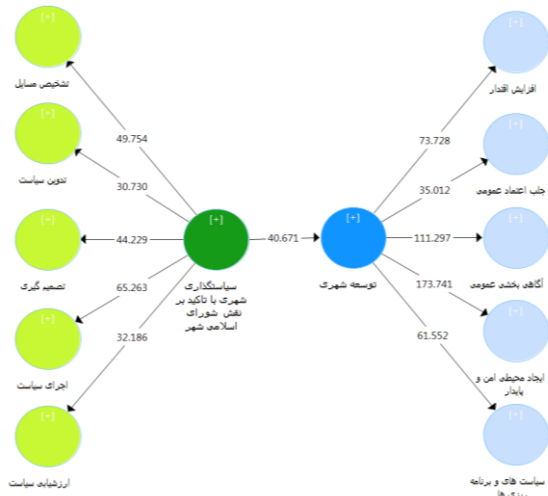 [+]
تشخیص مسایل
[+]
تدوین سیاست
[+]
تصمیم گیری
[+]
اجرای سیاست
[+]
ارزشیابی سیاست
49.754
30.730
44.229
65.263
32.186
[+]
سیاستگذاری
شهری با تاکید بر
نقش شورای
اسلامی شهر
40.671
[+]
توسعه شهری
73.728
35.012
111.297
173.741
61.552
[+]
افزایش اقتدار
[+]
جلب اعتماد عمومی
[+]
آگاهی بخشی عمومی
[+]
ایجاد محیطی امن و
پایدار
[+]
سیاست های و برنامه
ریزی ها